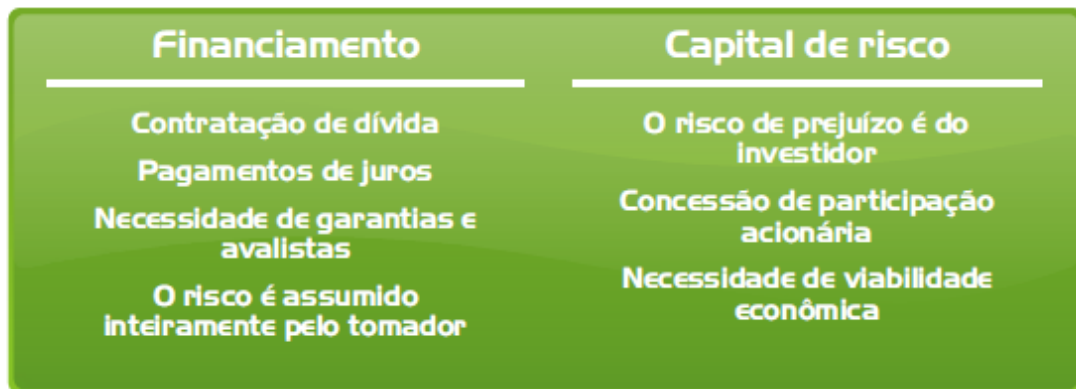 Financiamento
Contratação de dívida
Pagamentos de juros
Necessidade de garantias e
avalistas
O risco é assumido
inteiramente pelo tomador
Capital de risco
O risco de prejuízo é do
investidor
Concessão de participação
acionária
Necessidade de viabilidade
econômica